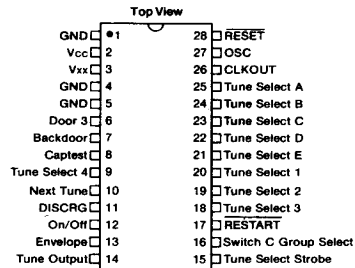 Top View
GND 1 28 RESET
Vcc 2 27 OSC
Vxx 3 26 CLKOUT
GND 4 25 Tune Select A
GND 5 24 Tune Select B
Door 3 6 23 Tune Select C
Backdoor 7 22 Tune Select D
Captest 8 21 Tune Select E
Tune Select 4 9 20 Tune Select 1
Next Tune 10 19 Tune Select 2
DISCRG 11 18 Tune Select 3
On/Off 12 17 RESTART
Envelope 13 16 Switch C Group Select
Tune Output 14 15 Tune Select Strobe